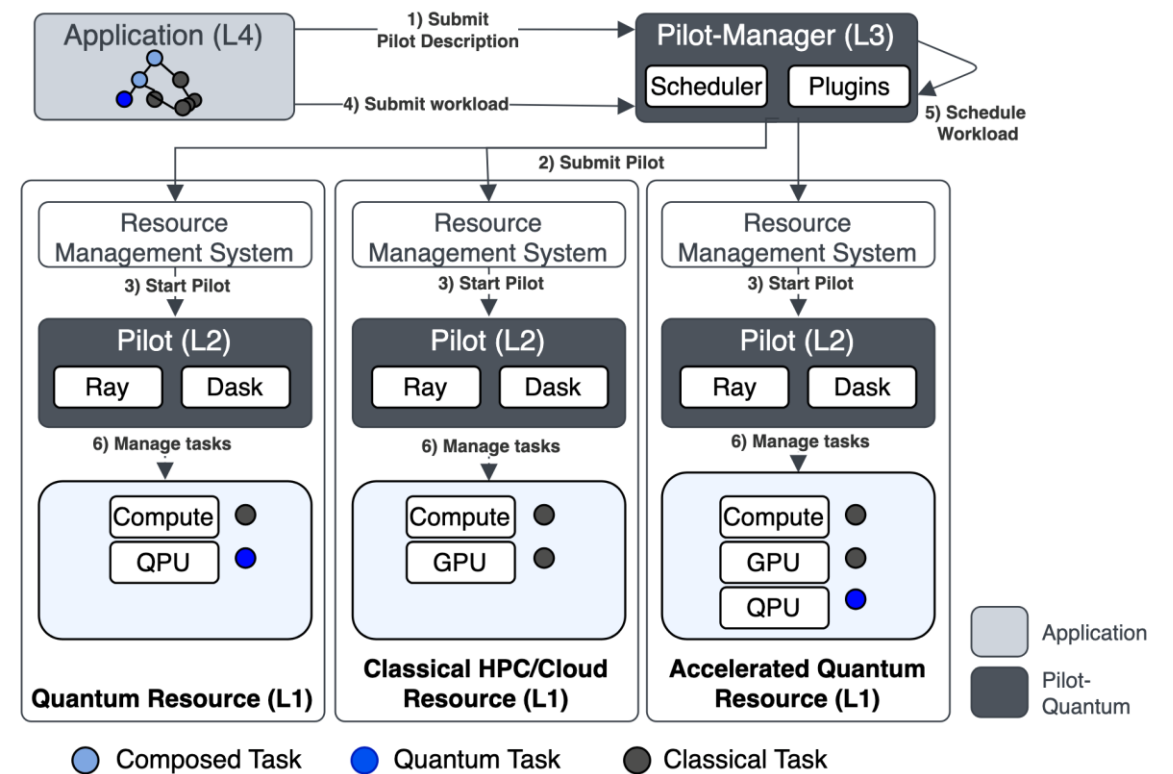 Application (L4)
1) Submit
Pilot Description
4) Submit workload
Pilot-Manager (L3)
Scheduler
Plugins
5) Schedule
Workload
2) Submit Pilot
Resource
Management System
3) Start Pilot
Pilot (L2)
Ray
Dask
6) Manage tasks
Compute
QPU
Quantum Resource (L1)
Resource
Management System
3) Start Pilot
Pilot (L2)
Ray
Dask
6) Manage tasks
Compute
GPU
Classical HPC/Cloud
Resource (L1)
Resource
Management System
3) Start Pilot
Pilot (L2)
Ray
Dask
6) Manage tasks
Compute
GPU
QPU
Accelerated Quantum
Resource (L1)
Application
Pilot-
Quantum
Composed Task
Quantum Task
Classical Task